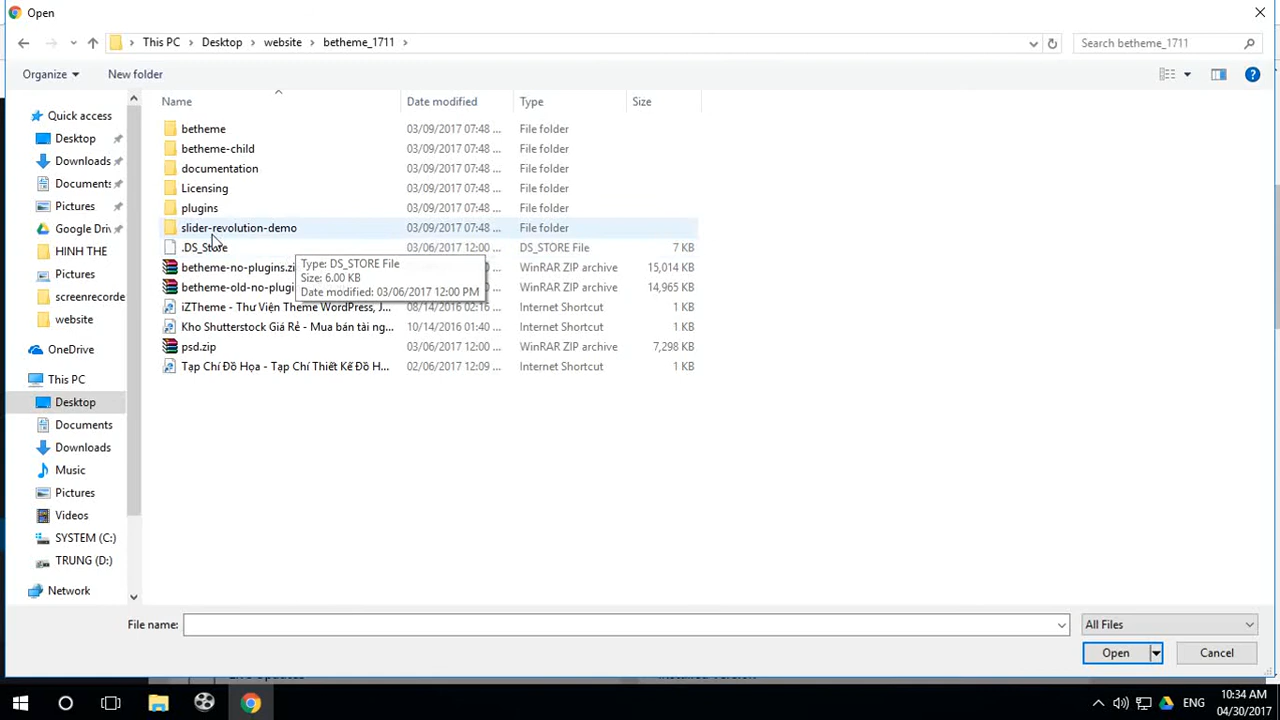 Open
This PC > Desktop > website > betheme_1711 >
Search betheme_1711
Organize
New folder
Name
Date modified
Type
Size
Quick access
Desktop
Downloads
Documents
Pictures
Google Driv
HINH THE
Pictures
screenrecorde
website
OneDrive
This PC
Desktop
Documents
Downloads
Music
Pictures
Videos
SYSTEM (C:)
TRUNG (D:)
Network
betheme 03/09/2017 07:48 ... File folder
betheme-child 03/09/2017 07:48 ... File folder
documentation 03/09/2017 07:48 ... File folder
Licensing 03/09/2017 07:48 ... File folder
plugins 03/09/2017 07:48 ... File folder
slider-revolution-demo 03/09/2017 07:48 ... File folder
.DS_Store 03/06/2017 12:00 ... DS_STORE File 7 KB
betheme-no-plugins.zi WinRAR ZIP archive 15,014 KB
betheme-old-no-plugi WinRAR ZIP archive 14,965 KB
iZTheme - Thư Viện Theme WordPress, J... 08/14/2016 02:16 ... Internet Shortcut 1 KB
Kho Shutterstock Giá Rẻ - Mua bán tài ng... 10/14/2016 01:40 ... Internet Shortcut 1 KB
psd.zip 03/06/2017 12:00 ... WinRAR ZIP archive 7,298 KB
Tạp Chí Đồ Họa - Tạp Chí Thiết Kế Đồ H... 02/06/2017 12:09 ... Internet Shortcut 1 KB
Type: DS_STORE File
Size: 6.00 KB
Date modified: 03/06/2017 12:00 PM
File name:
All Files
Open
Cancel
ENG
10:34 AM
04/30/2017